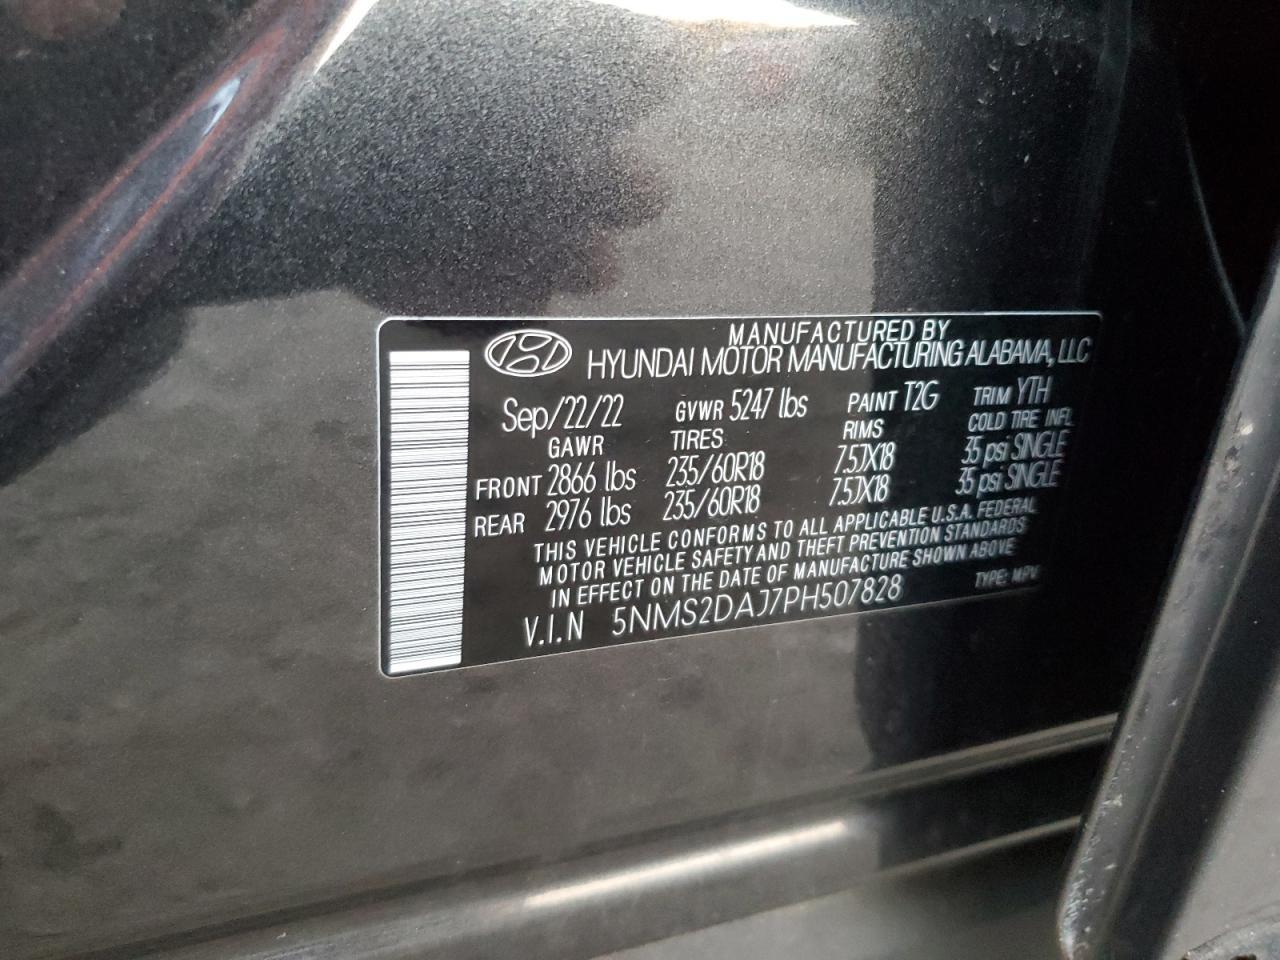 MANUFACTURED BY
HYUNDAI MOTOR MANUFACTURING ALABAMA, LLC
Sep/22/22 GVWR 5247 lbs PAINT T2G TRIM YTH
GAWR TIRES RIMS COLD TIRE INFL
FRONT 2866 lbs 235/60R18 7.5JX18 35 psi SINGLE
REAR 2976 lbs 235/60R18 7.5JX18 35 psi SINGLE
THIS VEHICLE CONFORMS TO ALL APPLICABLE U.S.A. FEDERAL
MOTOR VEHICLE SAFETY AND THEFT PREVENTION STANDARDS
IN EFFECT ON THE DATE OF MANUFACTURE SHOWN ABOVE
V.I.N 5NMS2DAJ7PH507828 TYPE: MPV